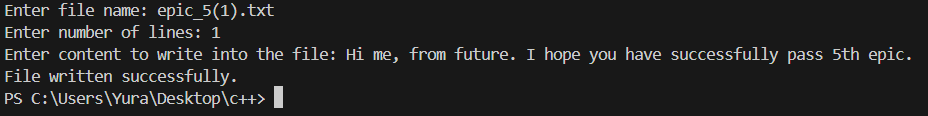 Enter file name: epic_5(1).txt
Enter number of lines: 1
Enter content to write into the file: Hi me, from future. I hope you have successfully pass 5th epic.
File written successfully.
PS C:\Users\Yura\Desktop\c++>